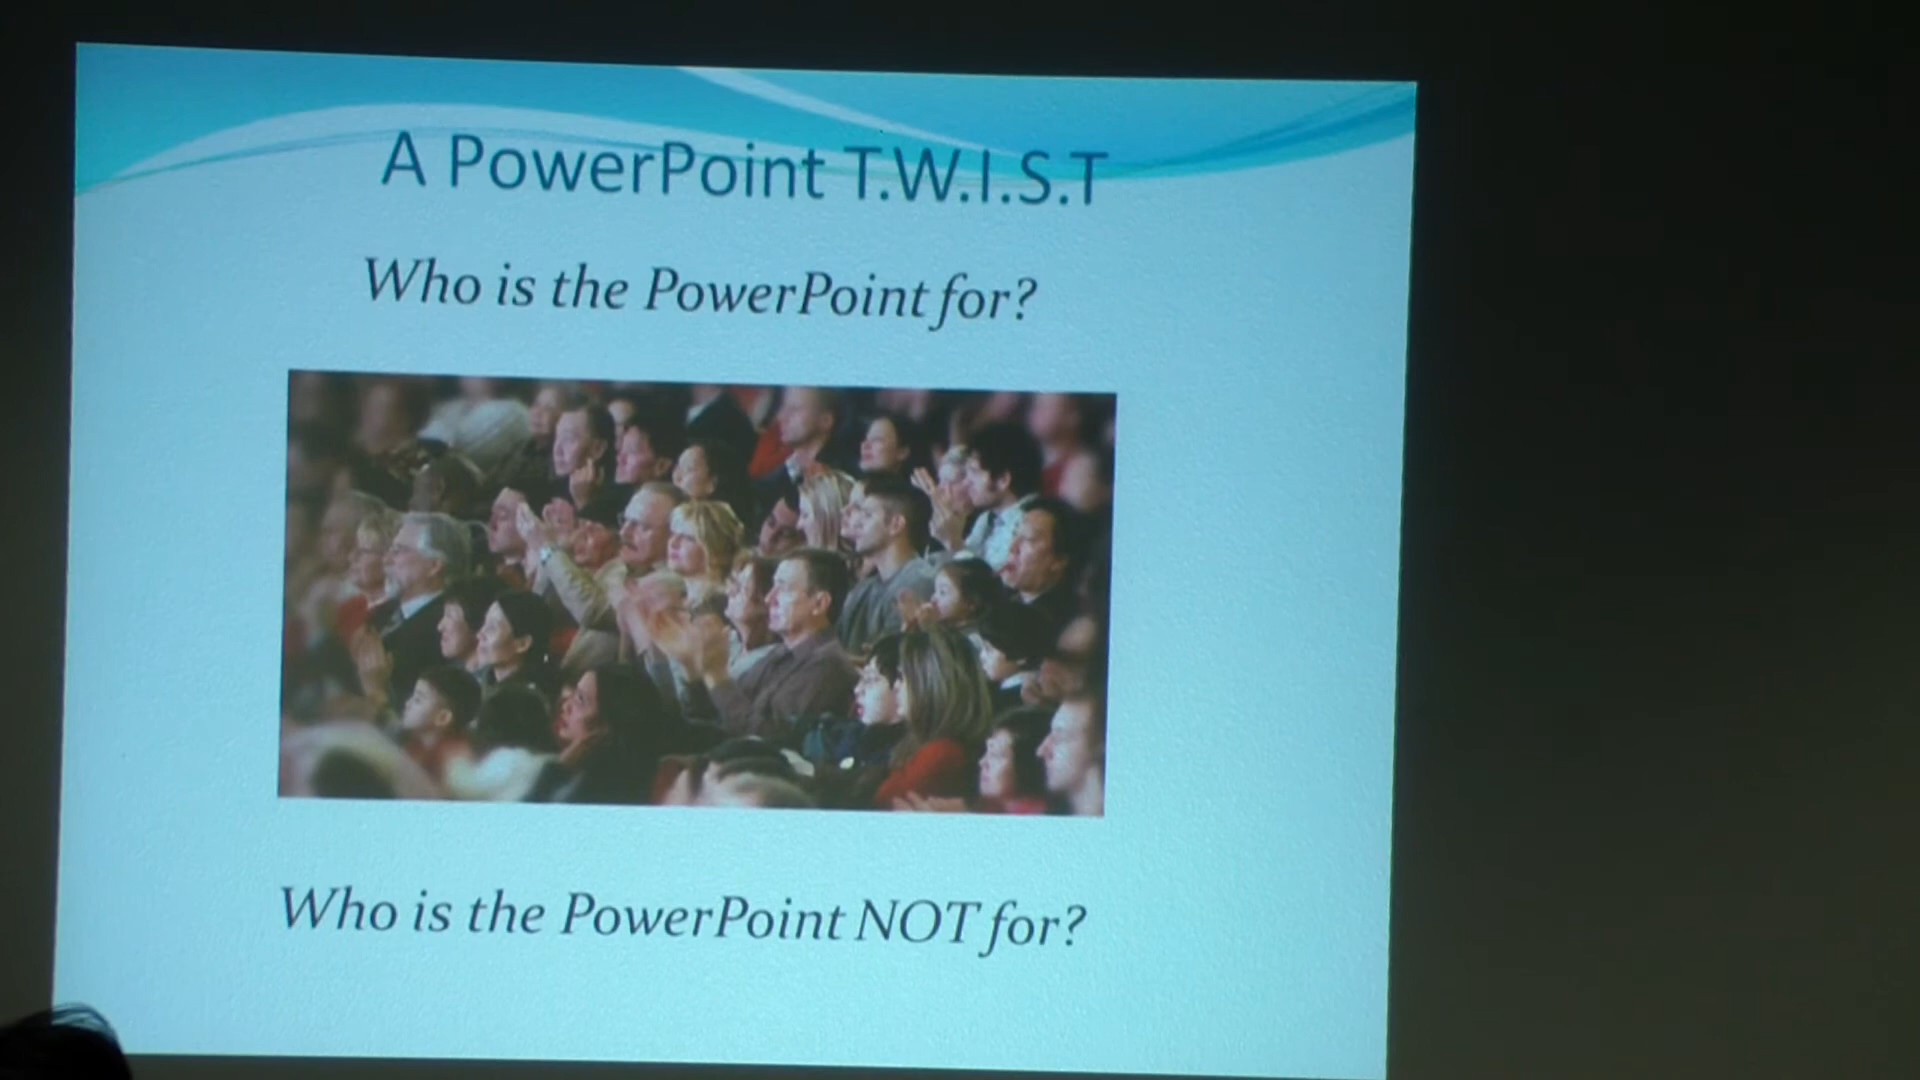 A PowerPoint T.W.I.S.T
Who is the PowerPoint for?
Who is the PowerPoint NOT for?